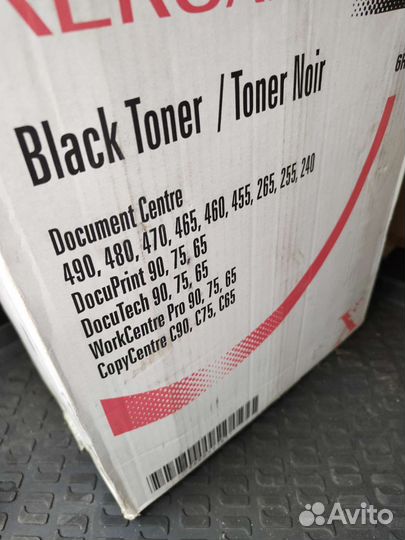 Black Toner / Toner Noir
Document Centre
490, 480, 470, 465, 460, 455, 265, 255, 240
DocuPrint 90, 75, 65
DocuTech 90, 75, 65
WorkCentre Pro 90, 75, 65
CopyCentre C90, C75, C65
Avito